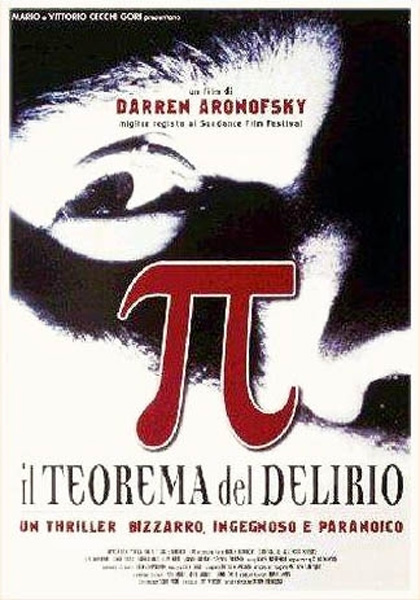 MARIO e VITTORIO CECCHI GORI presentano
un film di
DARREN ARONOFSKY
miglior regista al Sundance Film Festival
π
il TEOREMA del DELIRIO
UN THRILLER BIZZARRO, INGEGNOSO E PARANOICO